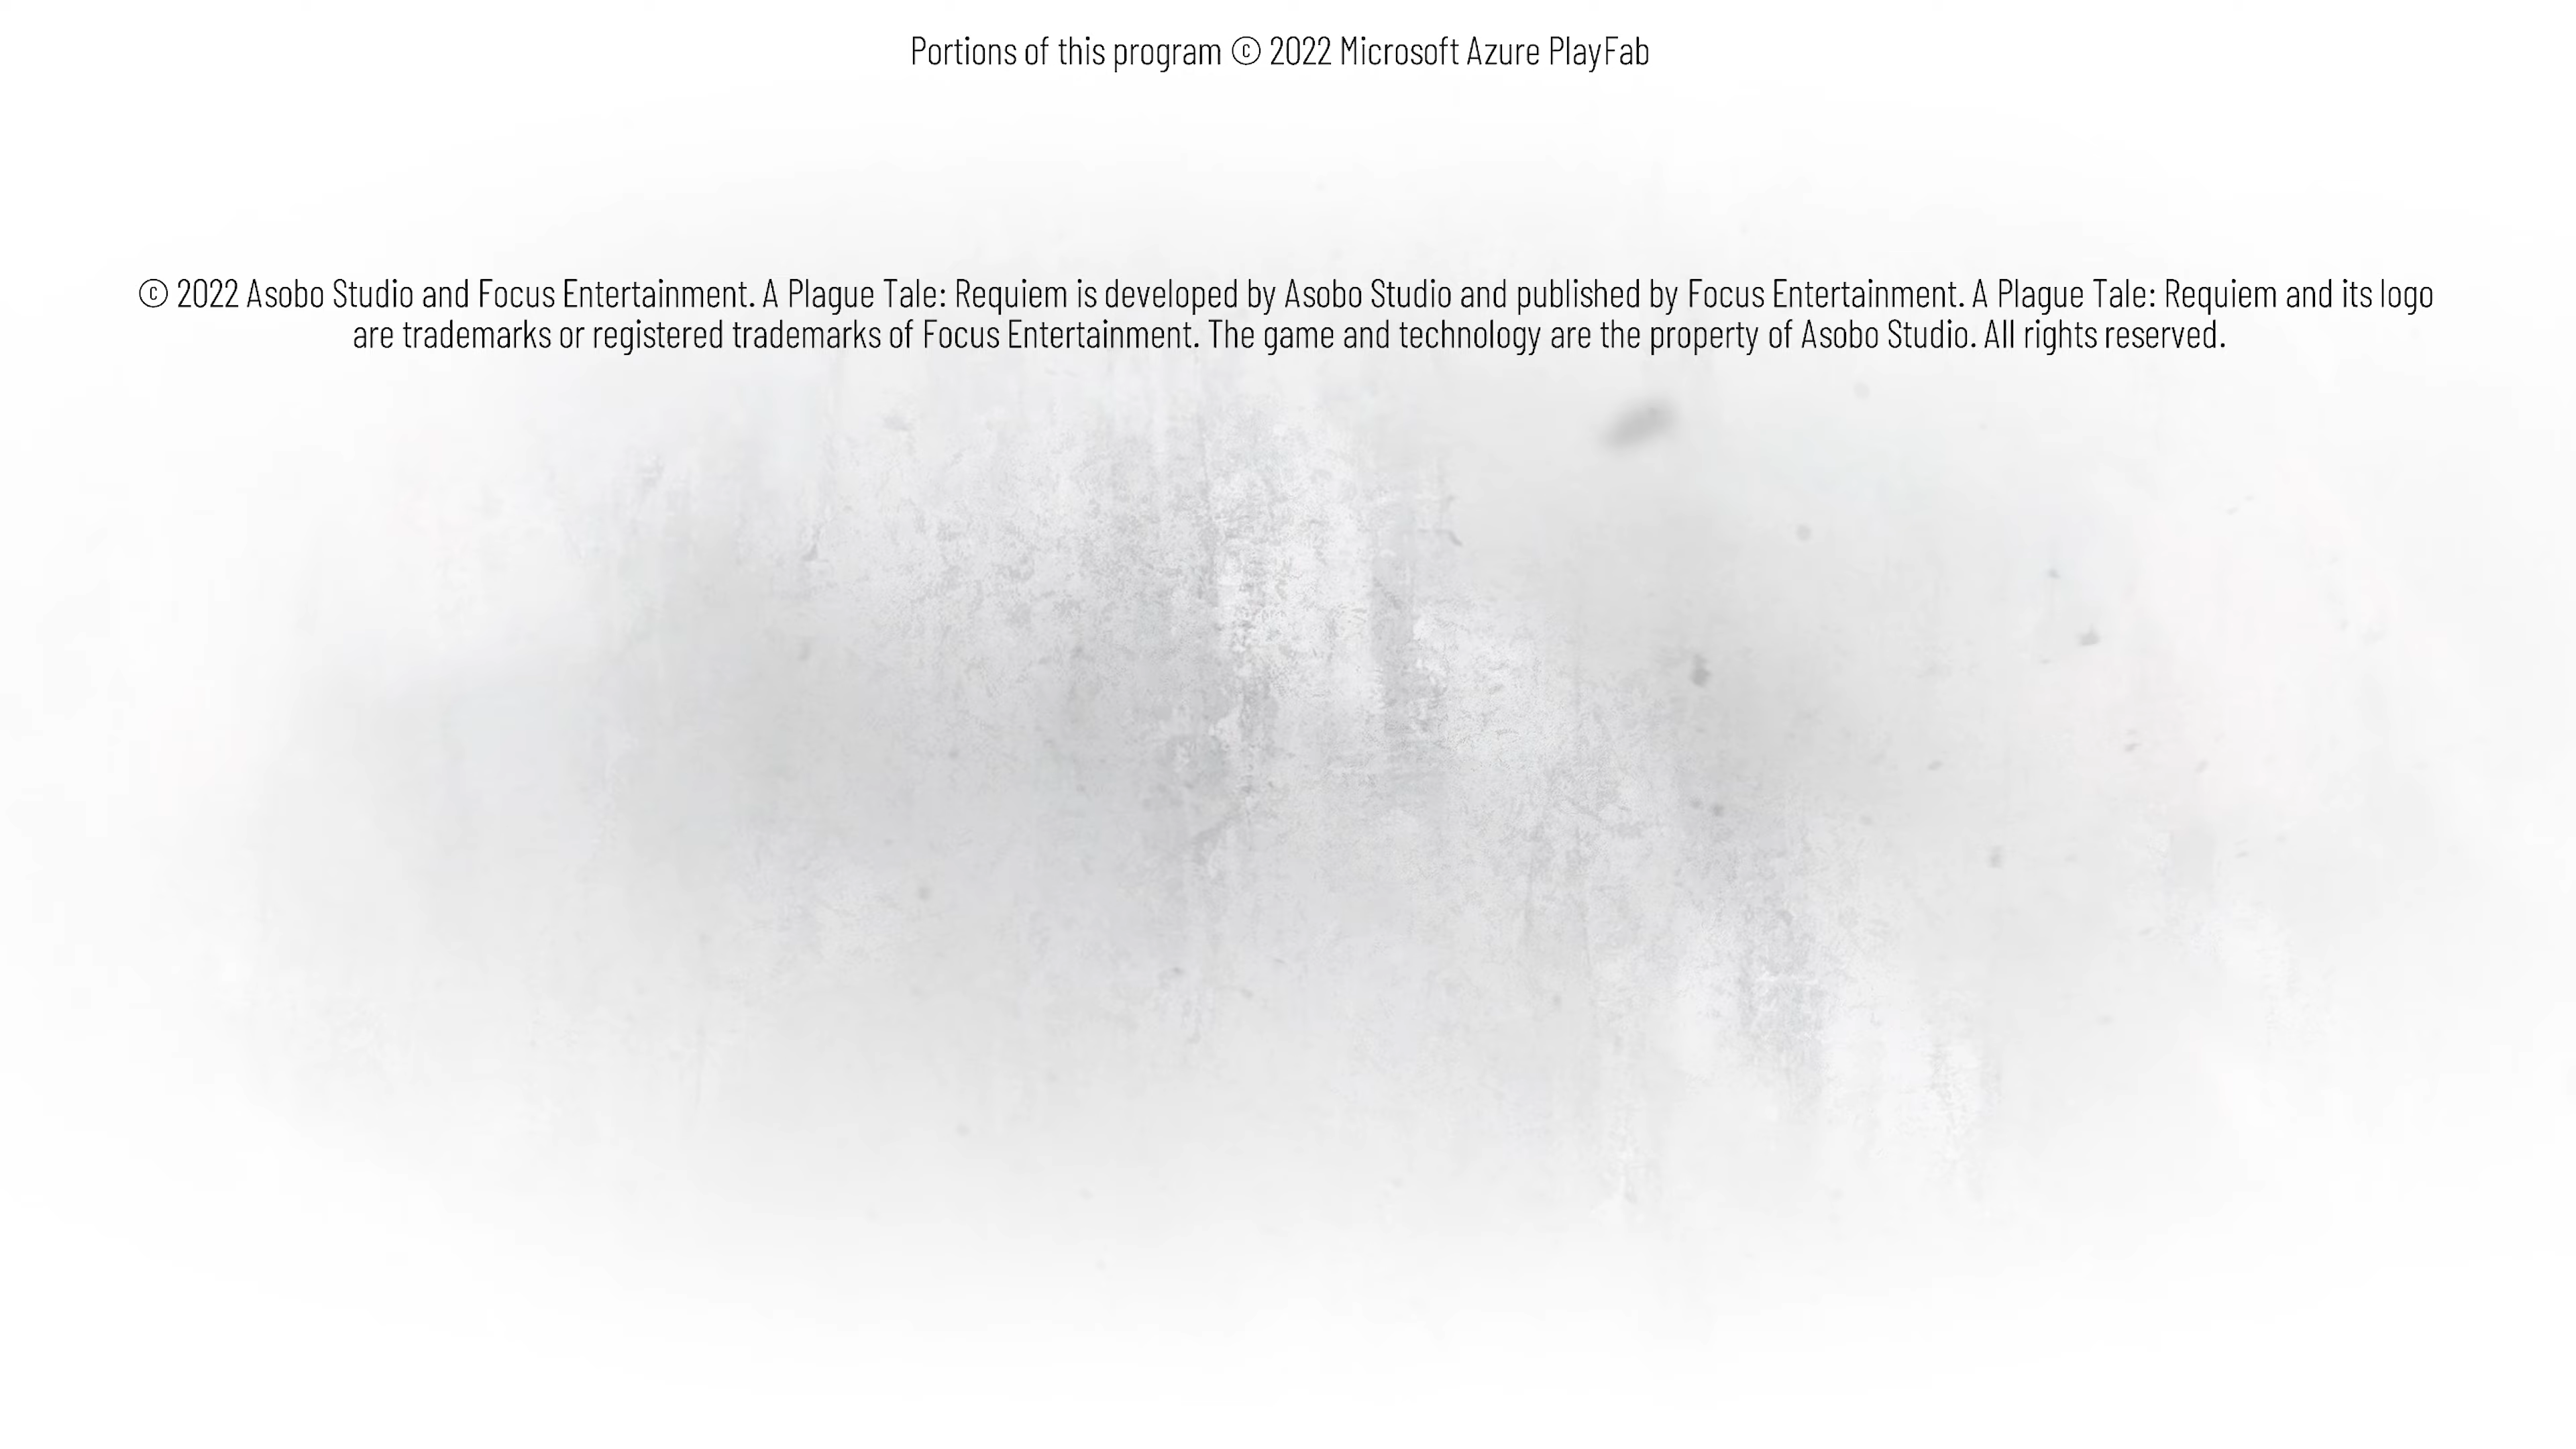 Portions of this program © 2022 Microsoft Azure PlayFab
© 2022 Asobo Studio and Focus Entertainment. A Plague Tale: Requiem is developed by Asobo Studio and published by Focus Entertainment. A Plague Tale: Requiem and its logo
are trademarks or registered trademarks of Focus Entertainment. The game and technology are the property of Asobo Studio. All rights reserved.